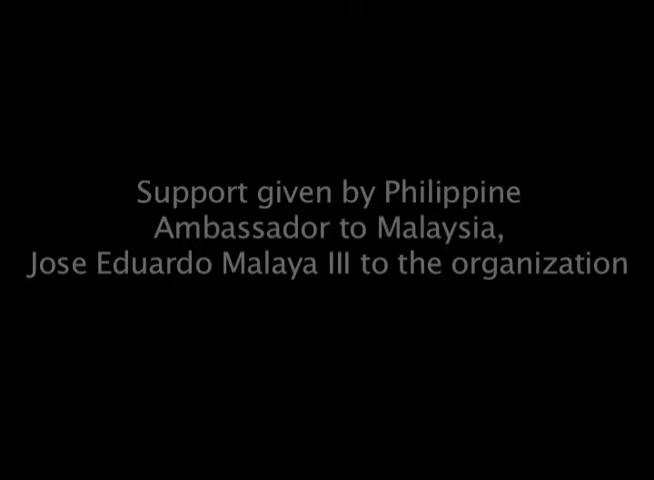 Support given by Philippine
Ambassador to Malaysia,
Jose Eduardo Malaya III to the organization